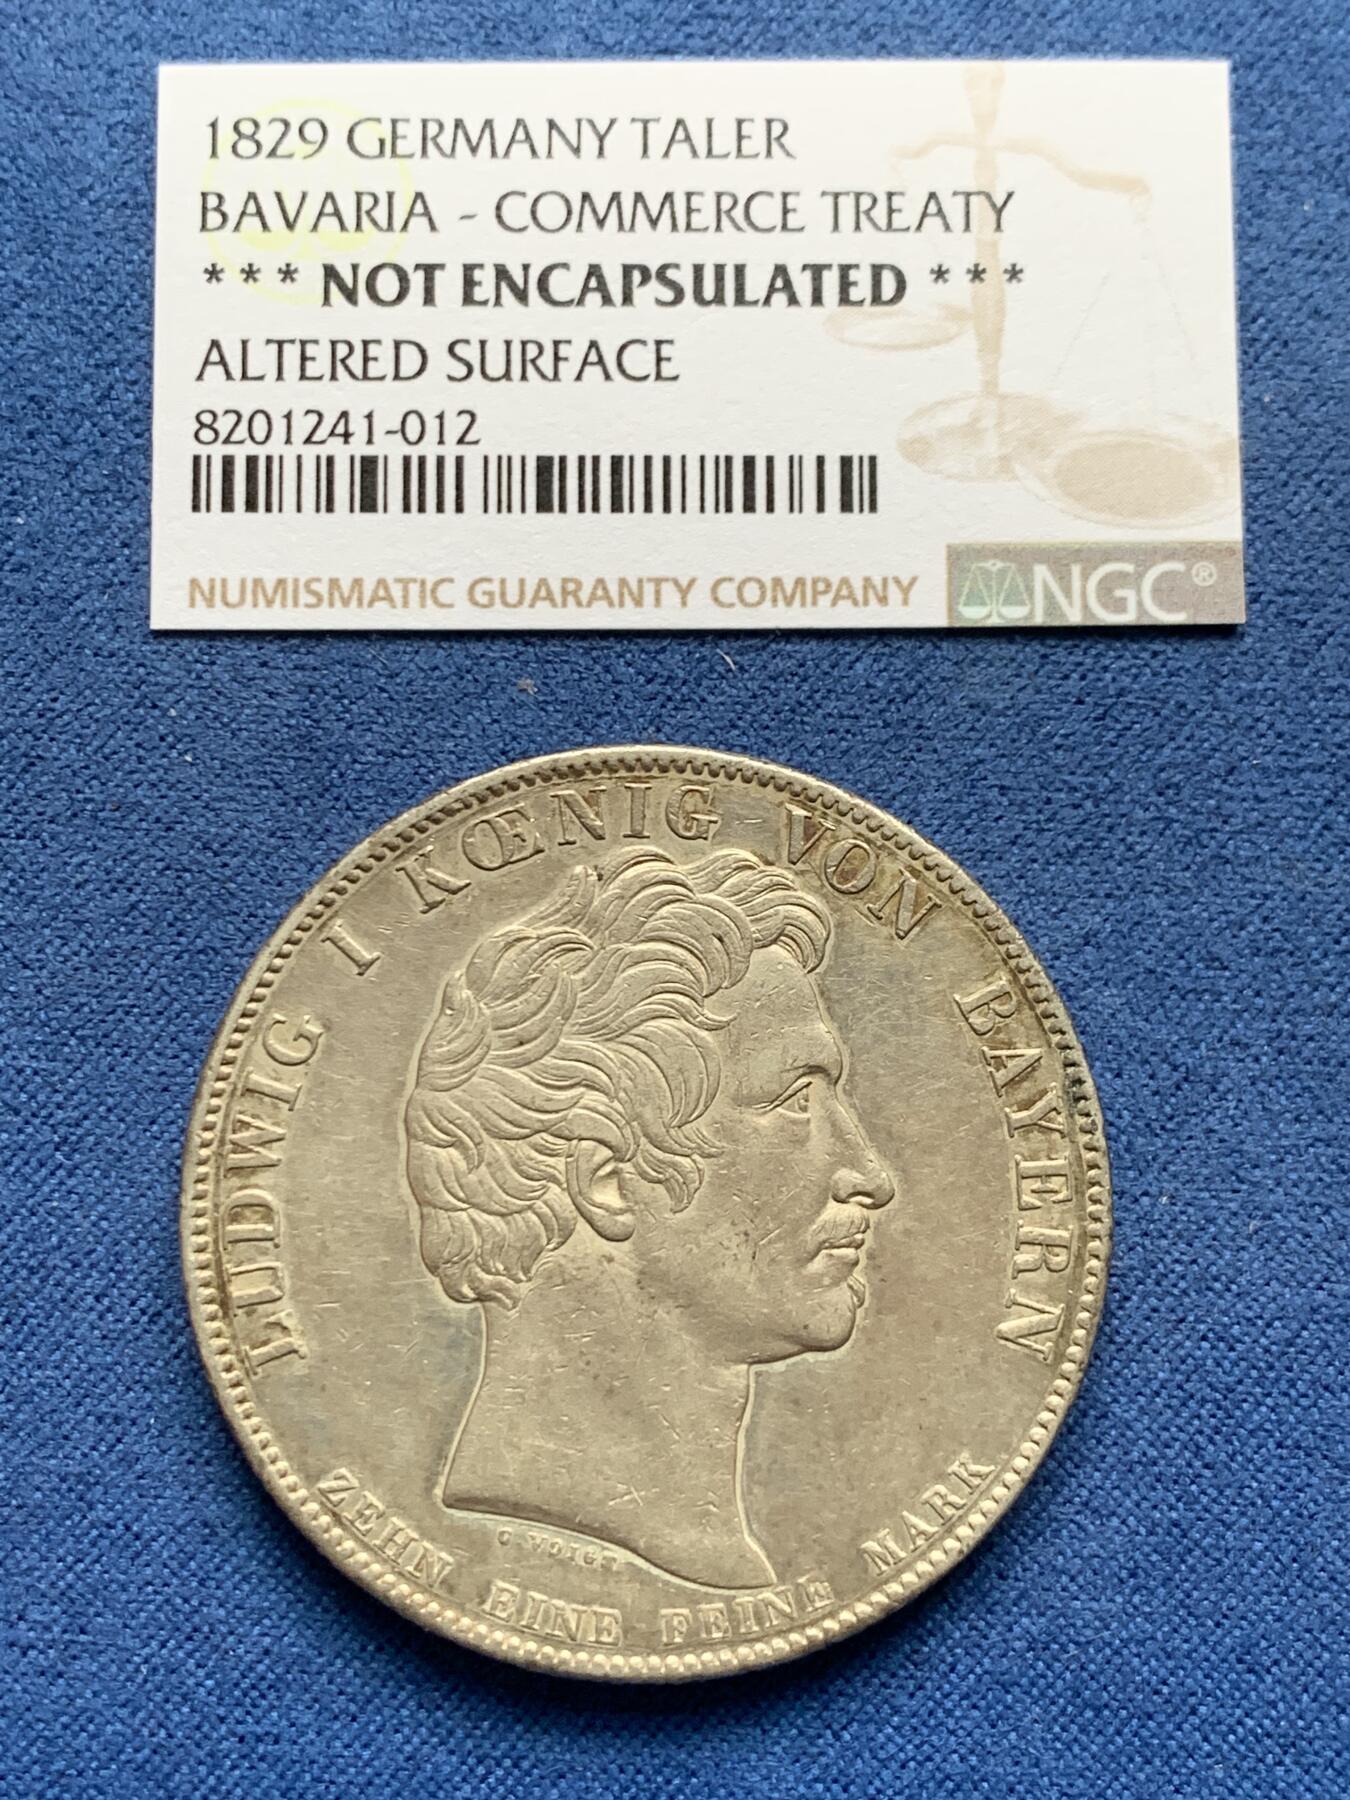 1829 GERMANY TALER
BAVARIA - COMMERCE TREATY
* * * NOT ENCAPSULATED * * *
ALTERED SURFACE
8201241-012
NUMISMATIC GUARANTY COMPANY
NGC®
LUDWIG I KŒNIG VON BAYERN
C. VOIGT
ZEHN EINE FEINE MARK